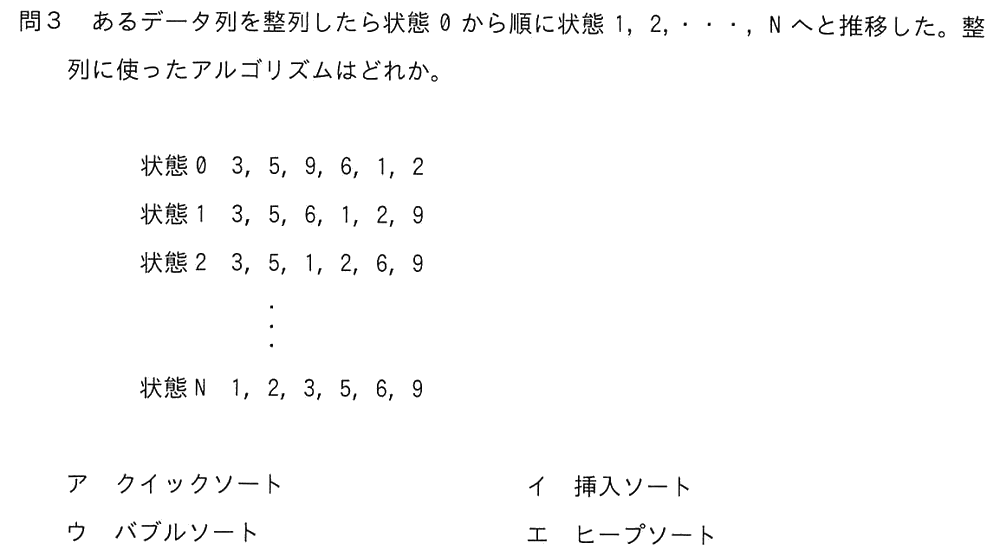 問3 あるデータ列を整列したら状態0から順に状態1, 2, ・・・, Nへと推移した。整
列に使ったアルゴリズムはどれか。
状態0 3, 5, 9, 6, 1, 2
状態1 3, 5, 6, 1, 2, 9
状態2 3, 5, 1, 2, 6, 9
・
・
・
状態N 1, 2, 3, 5, 6, 9
ア クイックソート イ 挿入ソート
ウ バブルソート エ ヒープソート